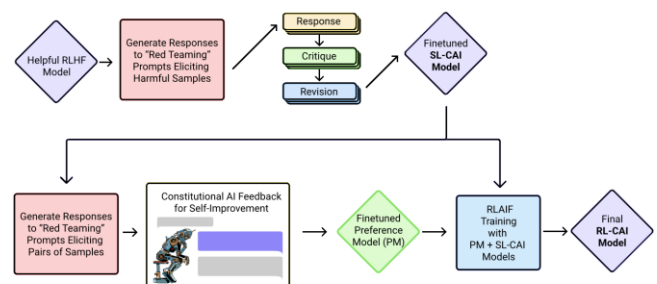 Helpful RLHF
Model
Generate Responses
to "Red Teaming"
Prompts Eliciting
Harmful Samples
Response
Critique
Revision
Finetuned
SL-CAI
Model
Generate Responses
to "Red Teaming"
Prompts Eliciting
Pairs of Samples
Constitutional AI Feedback
for Self-Improvement
Finetuned
Preference
Model (PM)
RLAIF
Training
with
PM + SL-CAI
Models
Final
RL-CAI
Model